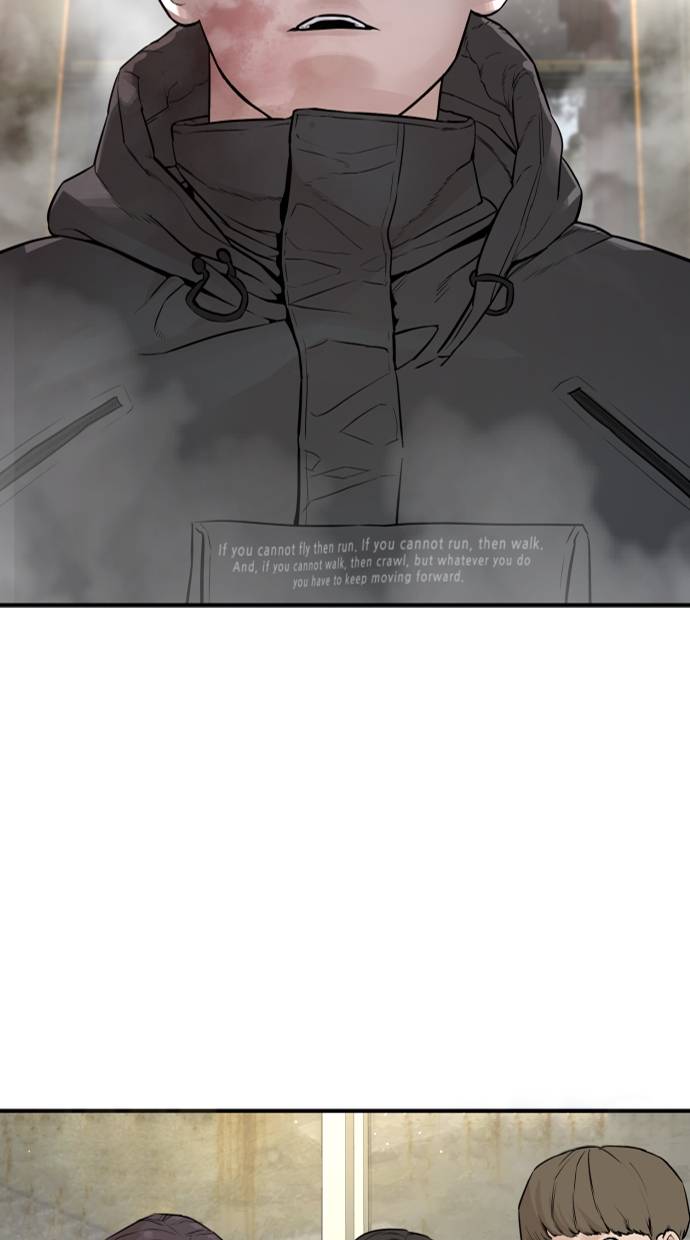 If you cannot fly then run. If you cannot run, then walk.
And, if you cannot walk, then crawl, but whatever you do
you have to keep moving forward.